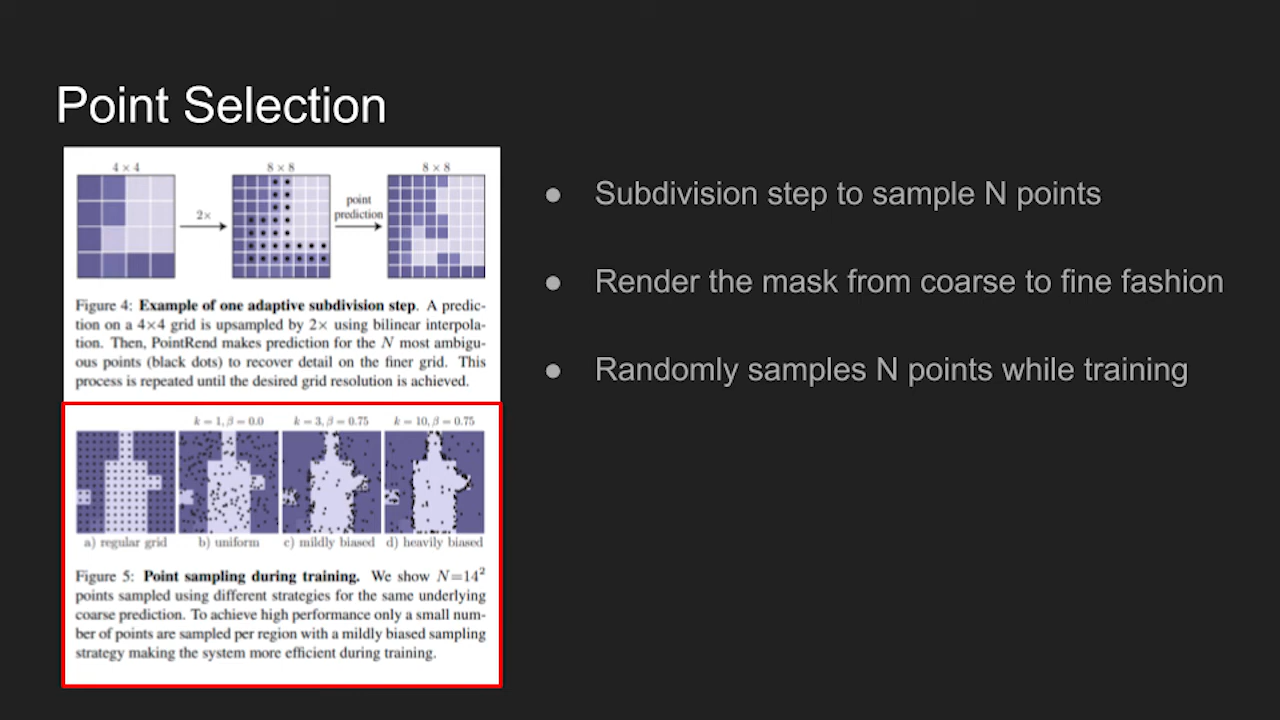 Point Selection
4 × 4
8 × 8
8 × 8
2×
point
prediction
Figure 4: Example of one adaptive subdivision step. A predic-
tion on a 4×4 grid is upsampled by 2× using bilinear interpola-
tion. Then, PointRend makes prediction for the N most ambigu-
ous points (black dots) to recover detail on the finer grid. This
process is repeated until the desired grid resolution is achieved.
k = 1, β = 0.0
k = 3, β = 0.75
k = 10, β = 0.75
a) regular grid
b) uniform
c) mildly biased
d) heavily biased
Figure 5: Point sampling during training. We show N=14²
points sampled using different strategies for the same underlying
coarse prediction. To achieve high performance only a small num-
ber of points are sampled per region with a mildly biased sampling
strategy making the system more efficient during training.
● Subdivision step to sample N points
● Render the mask from coarse to fine fashion
● Randomly samples N points while training